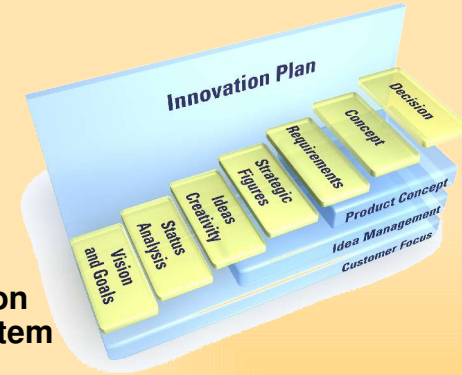 Innovation Plan
Vision
and Goals
Status
Analysis
Ideas
Creativity
Strategic
Figures
Requirements
Concept
Decision
Product Concept
Idea Management
Customer Focus
on
tem